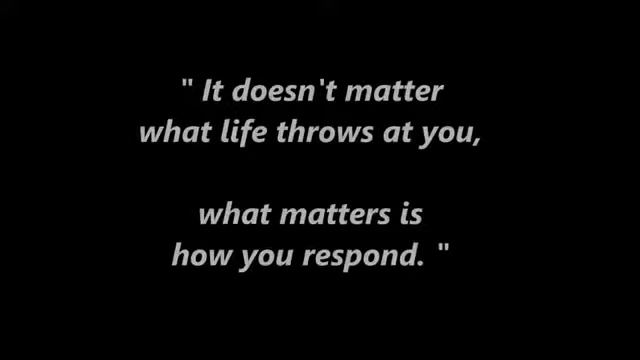 " It doesn't matter
what life throws at you,
what matters is
how you respond. "